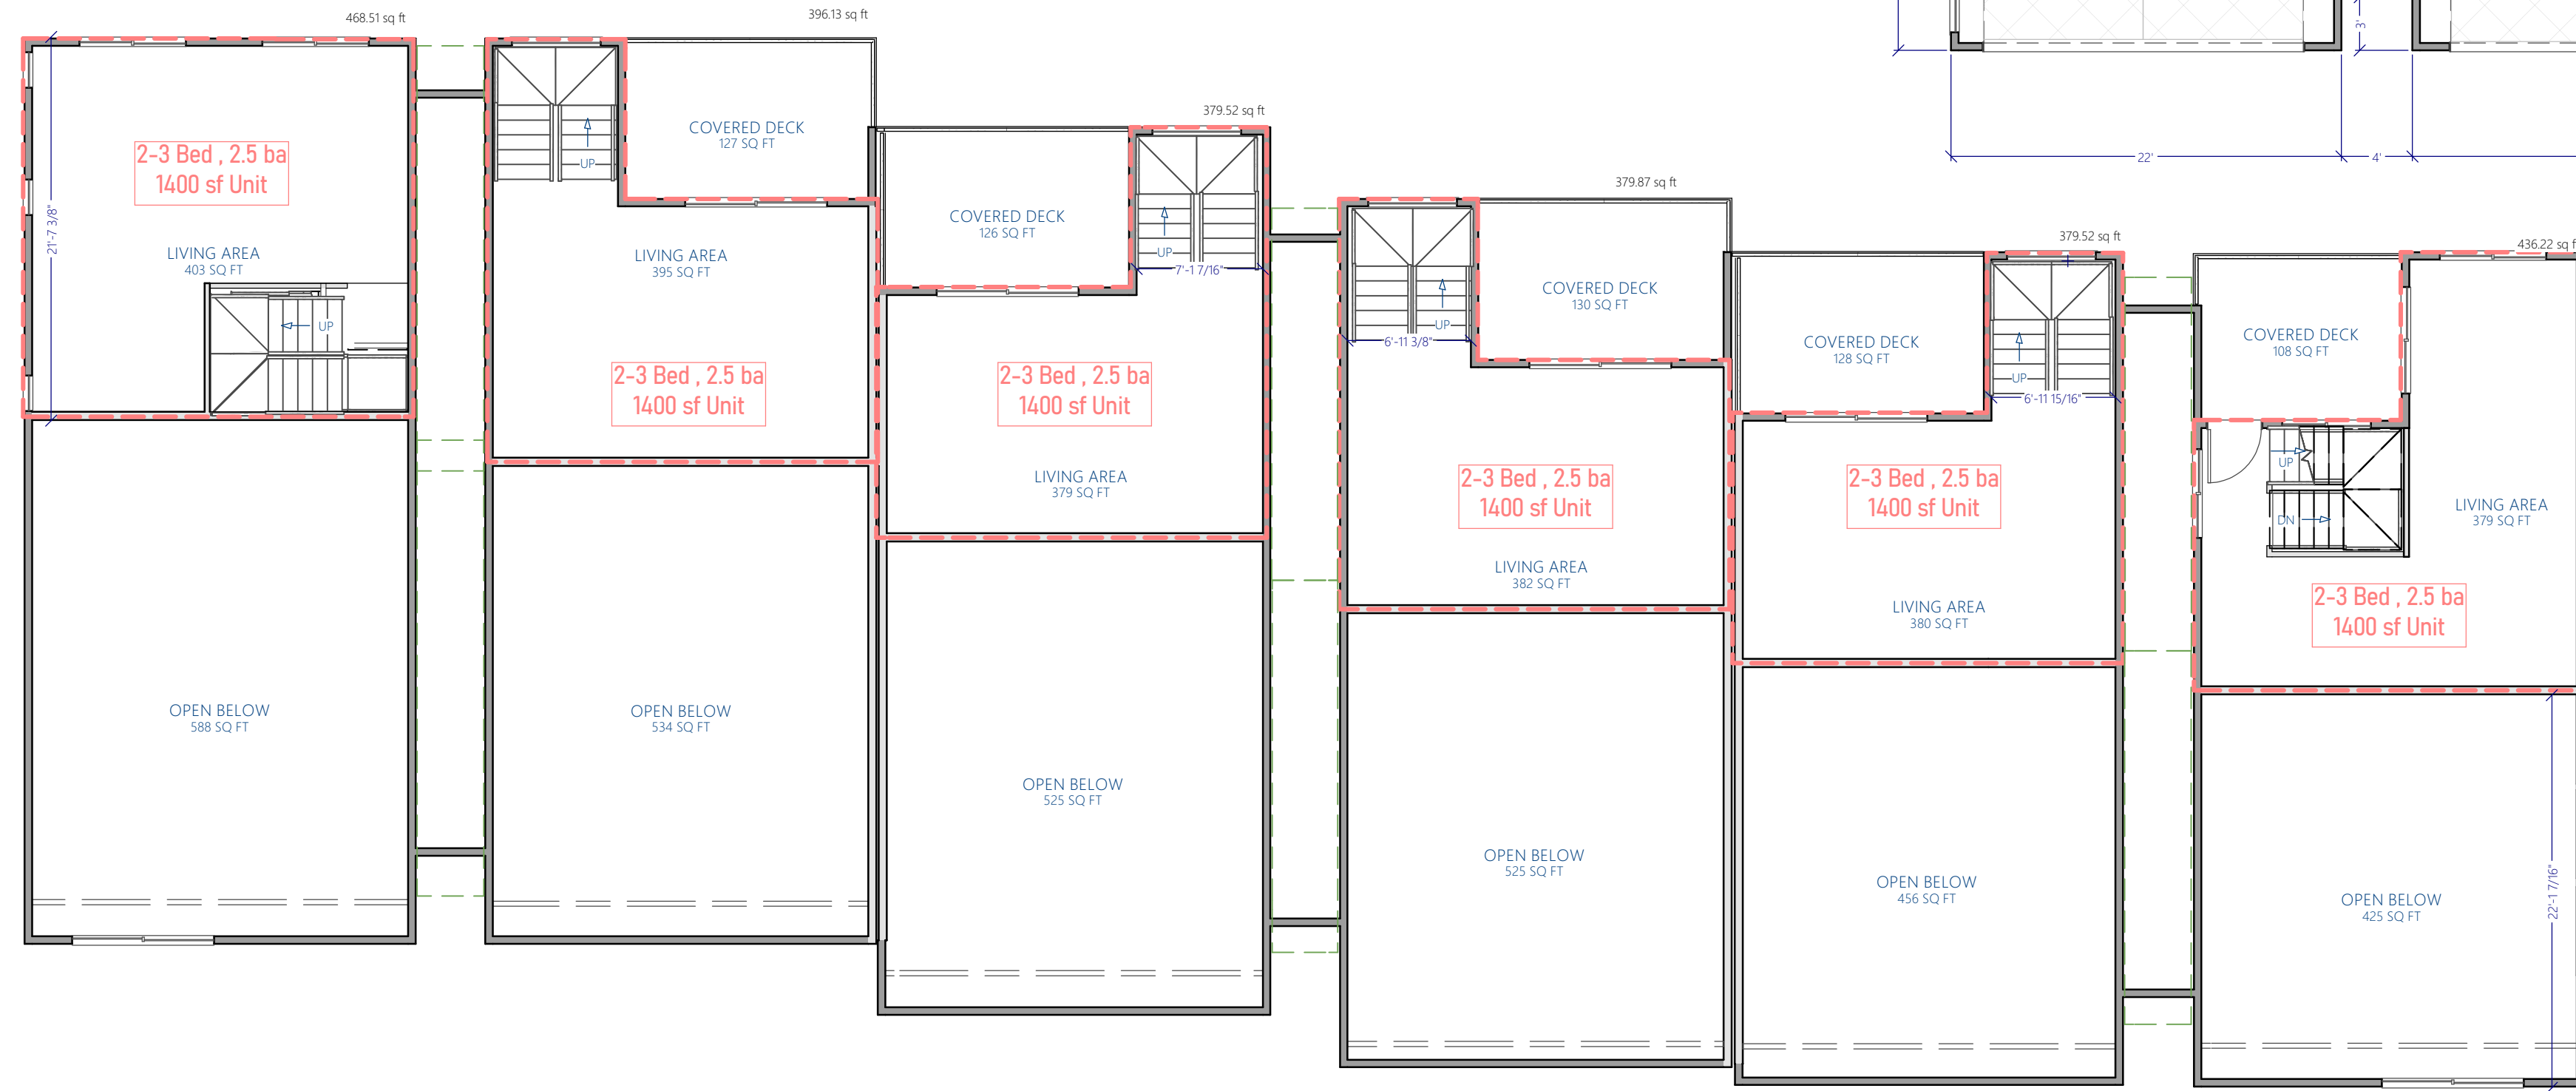 468.51 sq ft
2-3 Bed , 2.5 ba
1400 sf Unit
21'-7 3/8"
LIVING AREA
403 SQ FT
UP
OPEN BELOW
588 SQ FT
396.13 sq ft
UP
COVERED DECK
127 SQ FT
LIVING AREA
395 SQ FT
2-3 Bed , 2.5 ba
1400 sf Unit
OPEN BELOW
534 SQ FT
379.52 sq ft
COVERED DECK
126 SQ FT
UP
7'-1 7/16"
2-3 Bed , 2.5 ba
1400 sf Unit
LIVING AREA
379 SQ FT
OPEN BELOW
525 SQ FT
379.87 sq ft
UP
6'-11 3/8"
COVERED DECK
130 SQ FT
2-3 Bed , 2.5 ba
1400 sf Unit
LIVING AREA
382 SQ FT
OPEN BELOW
525 SQ FT
379.52 sq ft
COVERED DECK
128 SQ FT
UP
6'-11 15/16"
2-3 Bed , 2.5 ba
1400 sf Unit
LIVING AREA
380 SQ FT
OPEN BELOW
456 SQ FT
22'
4'
3'
436.22 sq f
COVERED DECK
108 SQ FT
UP
DN
LIVING AREA
379 SQ FT
2-3 Bed , 2.5 ba
1400 sf Unit
OPEN BELOW
425 SQ FT
22'-1 7/16"